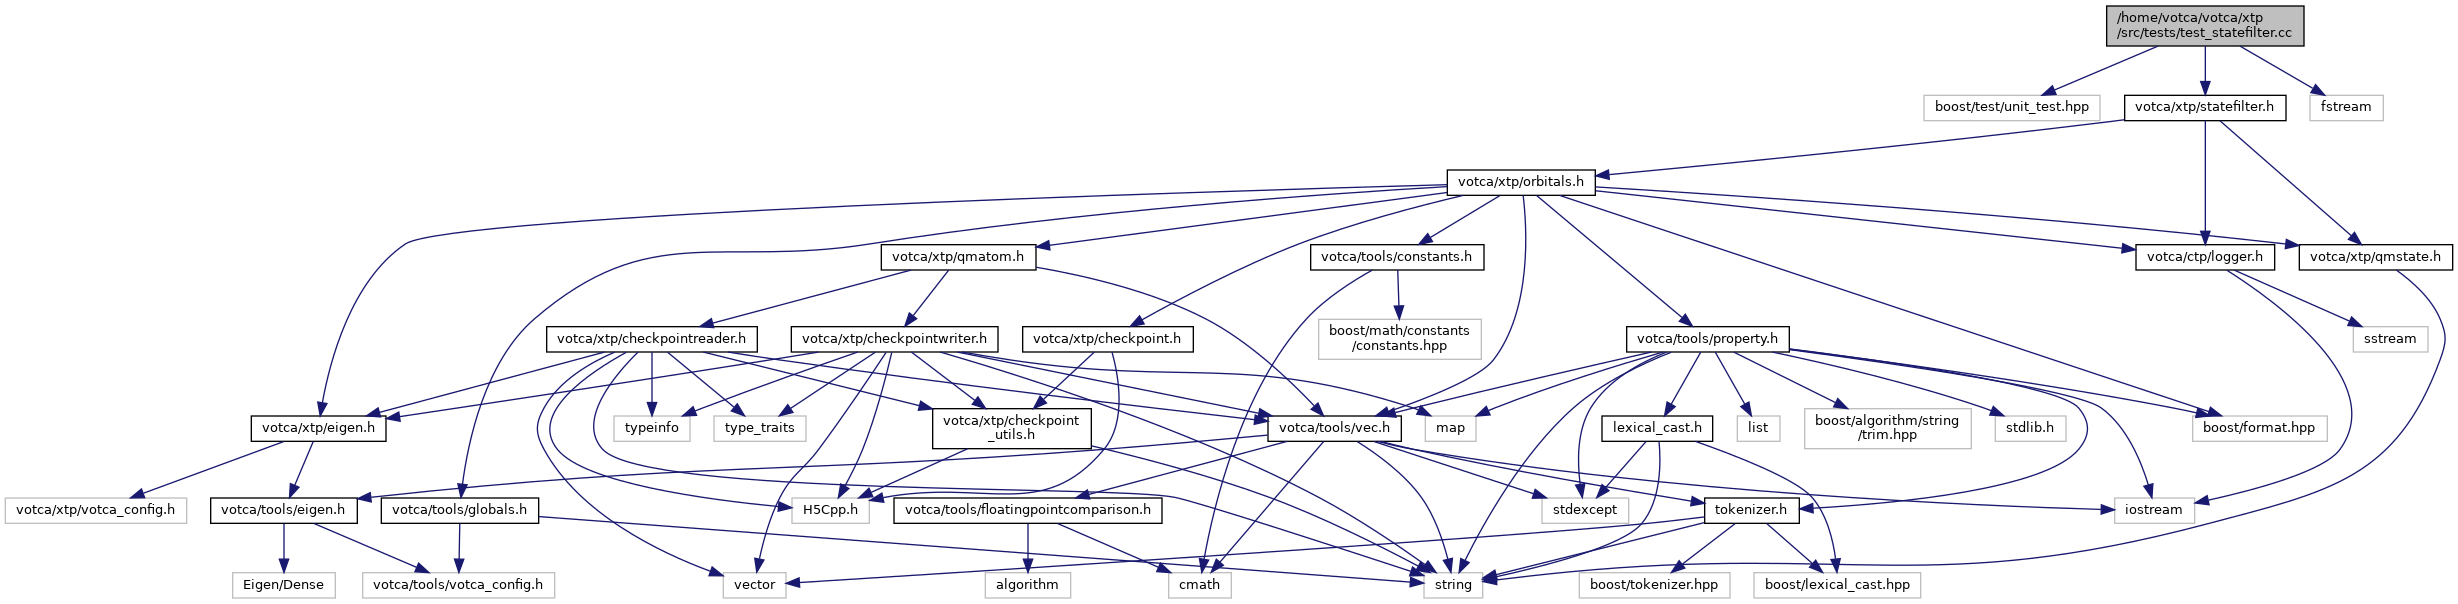 /home/votca/votca/xtp
/src/tests/test_statefilter.cc
boost/test/unit_test.hpp
votca/xtp/statefilter.h
fstream
votca/xtp/orbitals.h
votca/xtp/qmatom.h
votca/tools/constants.h
votca/ctp/logger.h
votca/xtp/qmstate.h
votca/xtp/checkpointreader.h
votca/xtp/checkpointwriter.h
votca/xtp/checkpoint.h
boost/math/constants
/constants.hpp
votca/tools/property.h
sstream
votca/xtp/eigen.h
typeinfo
type_traits
votca/xtp/checkpoint
_utils.h
votca/tools/vec.h
map
lexical_cast.h
list
boost/algorithm/string
/trim.hpp
stdlib.h
boost/format.hpp
votca/xtp/votca_config.h
votca/tools/eigen.h
votca/tools/globals.h
H5Cpp.h
votca/tools/floatingpointcomparison.h
stdexcept
tokenizer.h
iostream
Eigen/Dense
votca/tools/votca_config.h
vector
algorithm
cmath
string
boost/tokenizer.hpp
boost/lexical_cast.hpp